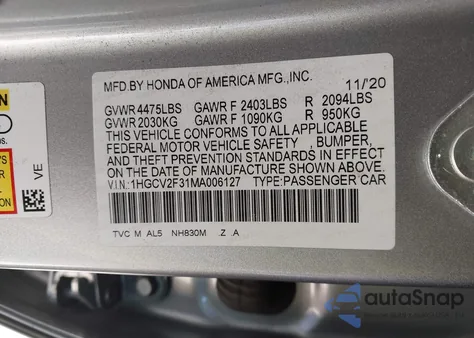 MFD.BY HONDA OF AMERICA MFG.,INC. 11/'20
GVWR 4475LBS GAWR F 2403LBS R 2094LBS
GVWR 2030KG GAWR F 1090KG R 950KG
THIS VEHICLE CONFORMS TO ALL APPLICABLE
FEDERAL MOTOR VEHICLE SAFETY , BUMPER,
AND THEFT PREVENTION STANDARDS IN EFFECT
ON THE DATE OF MANUFACTURE SHOWN ABOVE.
V.I.N.:1HGCV2F31MA006127 TYPE:PASSENGER CAR
TVC M AL5 NH830M .Z .A
VE
autoSnap